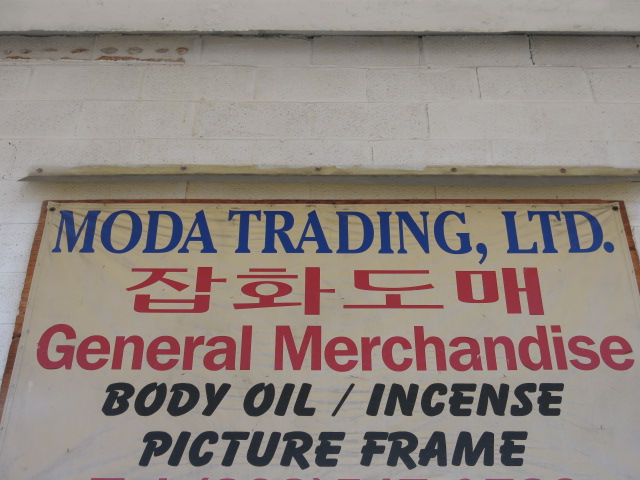 MODA TRADING, LTD.
잡화도매
General Merchandise
BODY OIL / INCENSE
PICTURE FRAME